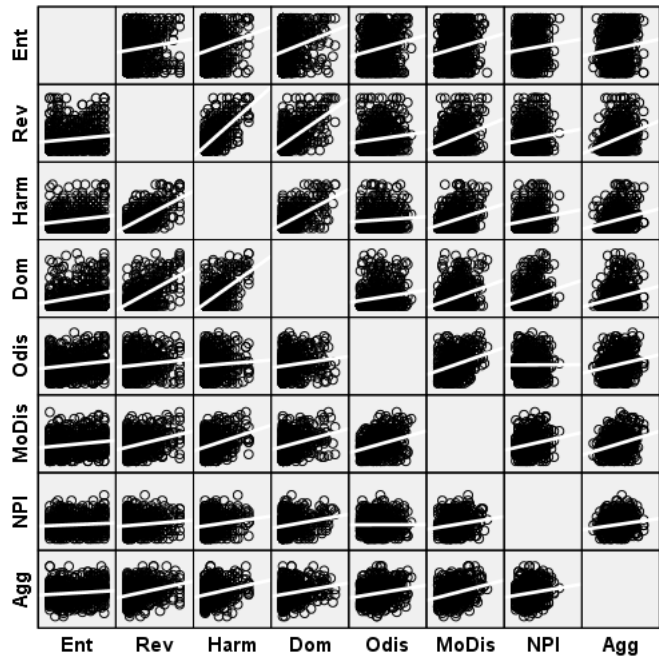 Ent
Rev
Harm
Dom
Odis
MoDis
NPI
Agg
Ent Rev Harm Dom Odis MoDis NPI Agg